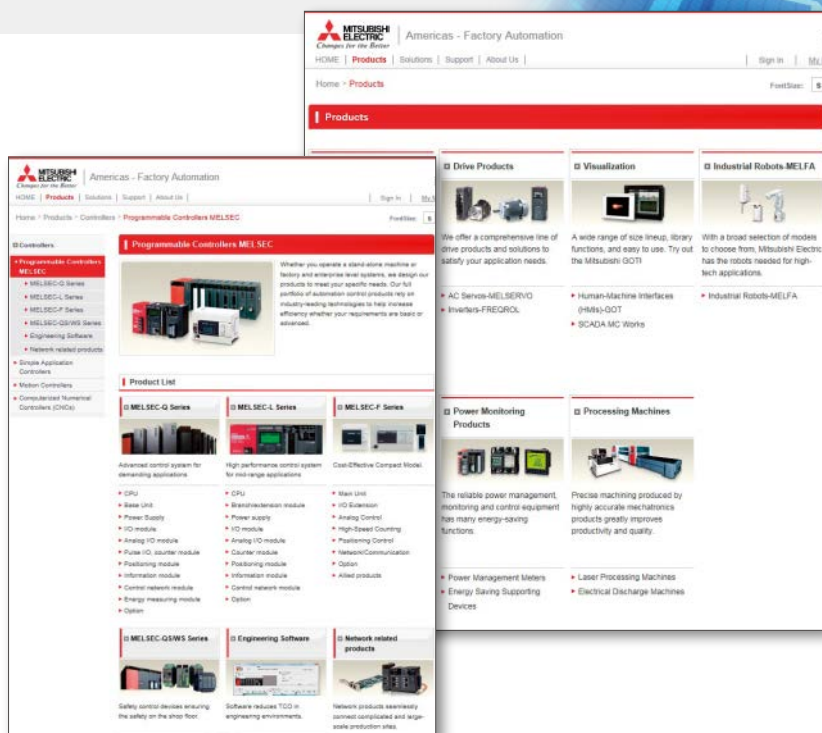 MITSUBISHI
ELECTRIC
Changes for the Better
Americas - Factory Automation
HOME | Products | Solutions | Support | About Us |
Sign In |
Home > Products
FontSize: S
Products
Drive Products
We offer a comprehensive line of
drive products and solutions to
satisfy your application needs.
AC Servos-MELSERVO
Inverters-FREQROL
Visualization
A wide range of size lineup, library
functions, and easy to use. Try out
the Mitsubishi GOT!
Human-Machine Interfaces
(HMIs)-GOT
SCADA MC Works
Industrial Robots-MELFA
With a broad selection of models
to choose from, Mitsubishi Electric
has the robots needed for high-
tech applications.
Industrial Robots-MELFA
Power Monitoring
Products
The reliable power management,
monitoring and control equipment
has many energy-saving
functions.
Power Management Meters
Energy Saving Supporting
Devices
Processing Machines
Precise machining produced by
highly accurate mechatronics
products greatly improves
productivity and quality.
Laser Processing Machines
Electrical Discharge Machines
MITSUBISHI
ELECTRIC
Changes for the Better
Americas - Factory Automation
HOME | Products | Solutions | Support | About Us |
Sign In |
Home > Products > Controllers > Programmable Controllers MELSEC
FontSize: S
Controllers
Programmable Controllers
MELSEC
MELSEC-Q Series
MELSEC-L Series
MELSEC-F Series
MELSEC-QS/WS Series
Engineering Software
Network related products
Simple Application
Controllers
Motion Controllers
Computerized Numerical
Controllers (CNCs)
Programmable Controllers MELSEC
Whether you operate a stand-alone machine or
factory and enterprise level systems, we design our
products to meet your specific needs. Our full
portfolio of automation control products rely on
industry-leading technologies to help increase
efficiency whether your requirements are basic or
advanced.
Product List
MELSEC-Q Series
Advanced control system for
demanding applications
CPU
Base Unit
Power Supply
I/O module
Analog I/O module
Pulse I/O, counter module
Positioning module
Information module
Control network module
Energy measuring module
Option
MELSEC-L Series
High performance control system
for mid-range applications
CPU
Branch/extension module
Power supply
I/O module
Analog I/O module
Counter module
Positioning module
Information module
Control network module
Option
MELSEC-F Series
Cost-Effective Compact Model.
Main Unit
I/O Extension
Analog Control
High-Speed Counting
Positioning Control
Network/Communication
Option
Allied products
MELSEC-QS/WS Series
Safety control devices ensuring
the safety on the shop floor.
Engineering Software
Software reduces TCO in
engineering environments.
Network related
products
Network products seamlessly
connect complicated and large-
scale production sites.